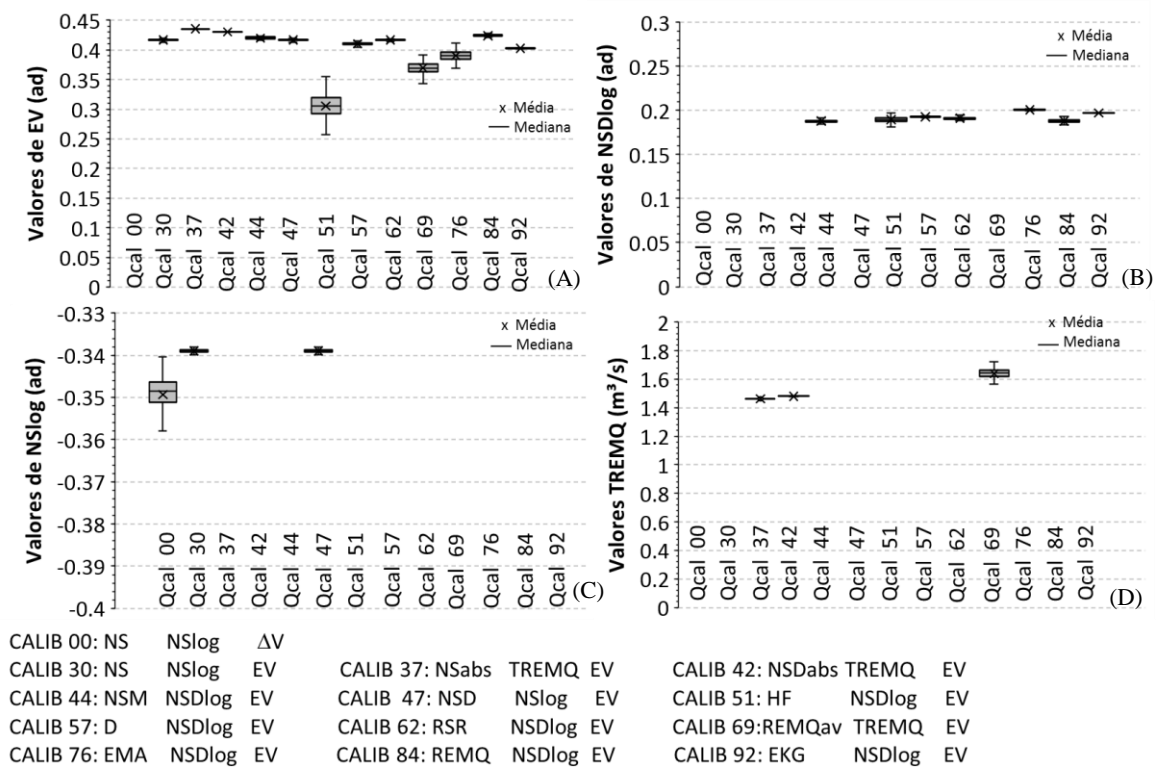 Valores de EV (ad)
0.45
0.4
0.35
0.3
0.25
0.2
0.15
0.1
0.05
0
× Média
— Mediana
Qcal 00
Qcal 30
Qcal 37
Qcal 42
Qcal 44
Qcal 47
Qcal 51
Qcal 57
Qcal 62
Qcal 69
Qcal 76
Qcal 84
Qcal 92
(A)
Valores de NSDlog (ad)
0.3
0.25
0.2
0.15
0.1
0.05
0
× Média
— Mediana
Qcal 00
Qcal 30
Qcal 37
Qcal 42
Qcal 44
Qcal 47
Qcal 51
Qcal 57
Qcal 62
Qcal 69
Qcal 76
Qcal 84
Qcal 92
(B)
Valores de NSlog (ad)
-0.33
-0.34
-0.35
-0.36
-0.37
-0.38
-0.39
-0.4
× Média
— Mediana
Qcal 00
Qcal 30
Qcal 37
Qcal 42
Qcal 44
Qcal 47
Qcal 51
Qcal 57
Qcal 62
Qcal 69
Qcal 76
Qcal 84
Qcal 92
(C)
Valores TREMQ (m³/s)
2
1.8
1.6
1.4
1.2
1
0.8
0.6
0.4
0.2
0
× Média
— Mediana
Qcal 00
Qcal 30
Qcal 37
Qcal 42
Qcal 44
Qcal 47
Qcal 51
Qcal 57
Qcal 62
Qcal 69
Qcal 76
Qcal 84
Qcal 92
(D)
CALIB 00: NS NSlog ΔV
CALIB 30: NS NSlog EV CALIB 37: NSabs TREMQ EV CALIB 42: NSDabs TREMQ EV
CALIB 44: NSM NSDlog EV CALIB 47: NSD NSlog EV CALIB 51: HF NSDlog EV
CALIB 57: D NSDlog EV CALIB 62: RSR NSDlog EV CALIB 69:REMQav TREMQ EV
CALIB 76: EMA NSDlog EV CALIB 84: REMQ NSDlog EV CALIB 92: EKG NSDlog EV